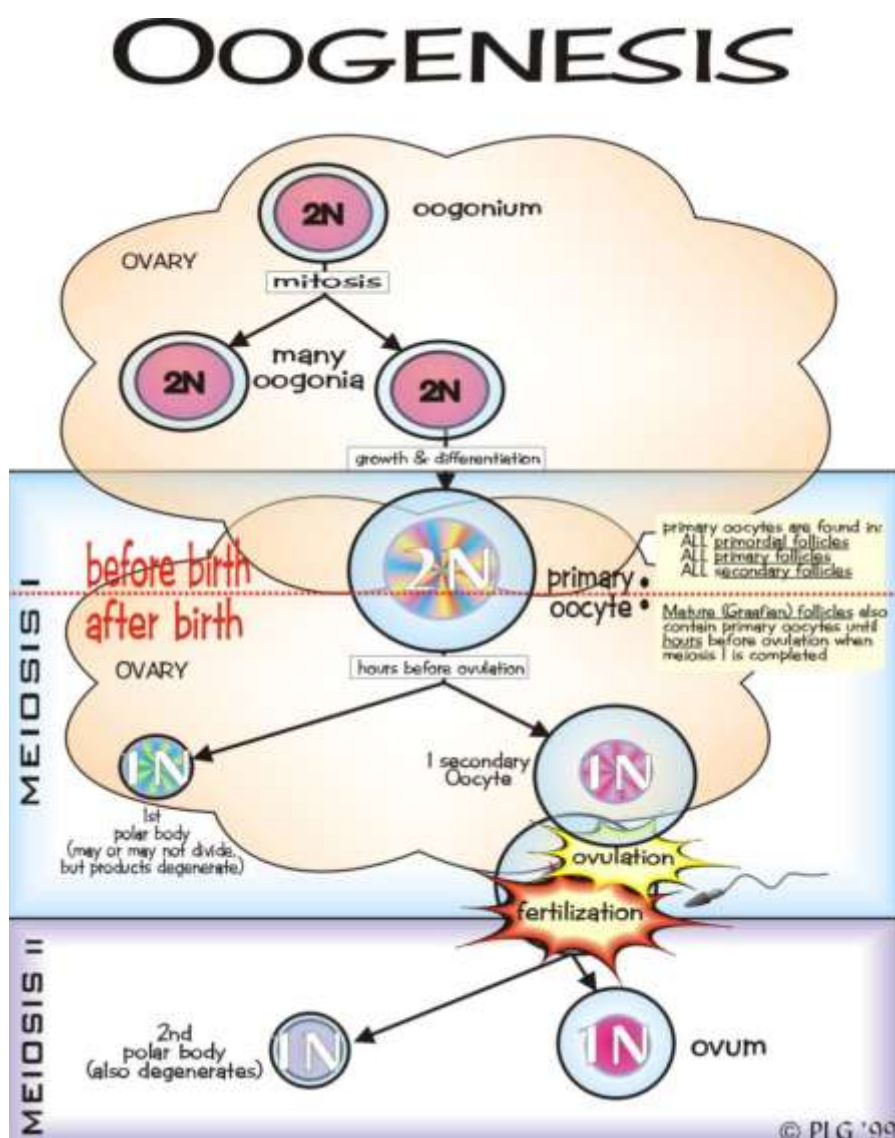 OOGENESIS
2N
oogonium
OVARY
mitosis
2N
many
oogonia
2N
growth & differentiation
MEIOSIS I
before birth
after birth
2N
primary
oocyte
primary oocytes are found in:
ALL primordial follicles
ALL primary follicles
ALL secondary follicles
Mature (Graafian) follicles also
contain primary oocytes until
hours before ovulation when
meiosis I is completed
OVARY
hours before ovulation
1N
1st
polar body
(may or may not divide,
but products degenerate)
1 secondary
Oocyte
1N
ovulation
fertilization
MEIOSIS II
2nd
polar body
(also degenerates)
1N
1N
ovum
© PLG '99